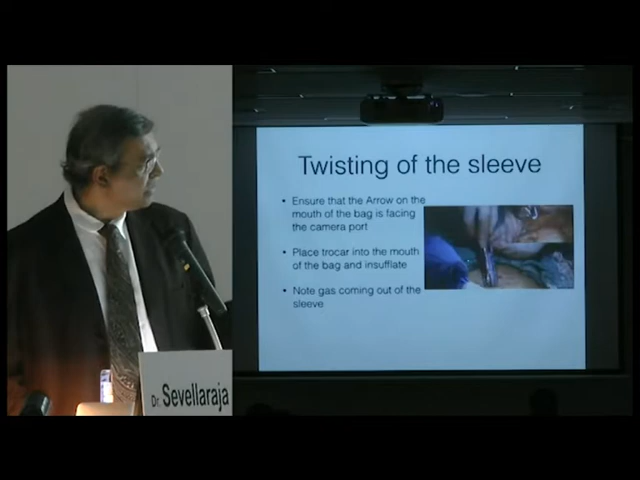 Twisting of the sleeve
• Ensure that the Arrow on the
mouth of the bag is facing
the camera port
• Place trocar into the mouth
of the bag and insufflate
• Note gas coming out of the
sleeve
Dr. Sevellaraja